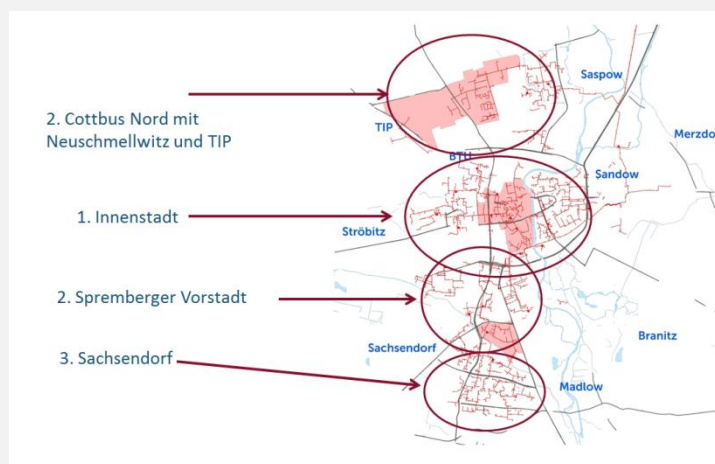 2. Cottbus Nord mit
Neuschmellwitz und TIP
1. Innenstadt
2. Spremberger Vorstadt
3. Sachsendorf
Saspow
TIP
Merzdo
BTU
Sandow
Ströbitz
Branitz
Sachsendorf
Madlow